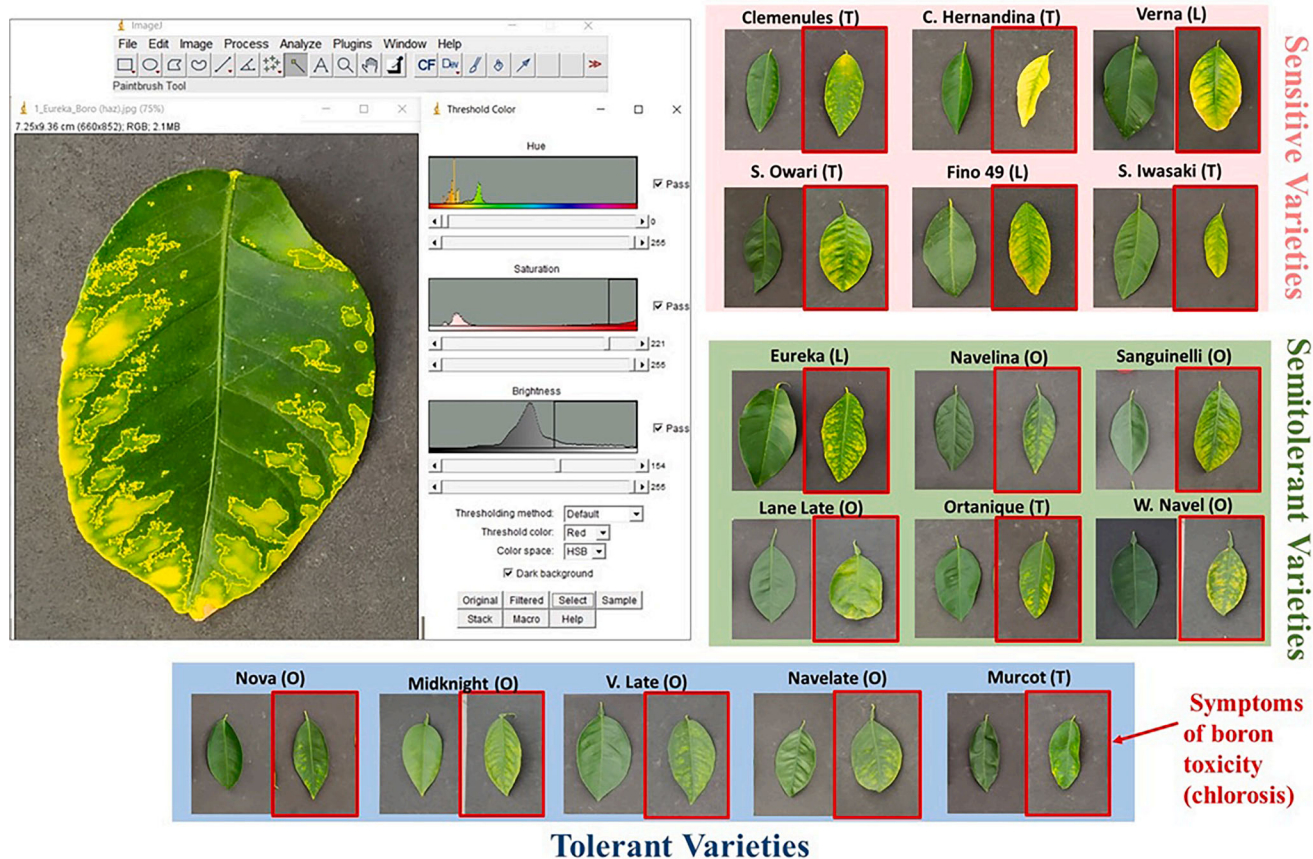 ImageJ
File Edit Image Process Analyze Plugins Window Help
A CF Dev >>
Paintbrush Tool
1_Eureka_Boro (haz).jpg (75%)
7.25x9.36 cm (660x852); RGB; 2.1MB
Threshold Color
Hue
Pass
0
255
Saturation
Pass
221
255
Brightness
Pass
154
255
Thresholding method: Default
Threshold color: Red
Color space: HSB
Dark background
Original Filtered Select Sample
Stack Macro Help
Clemenules (T) C. Hernandina (T) Verna (L)
S. Owari (T) Fino 49 (L) S. Iwasaki (T)
Sensitive Varieties
Eureka (L) Navelina (O) Sanguinelli (O)
Lane Late (O) Ortanique (T) W. Navel (O)
Semitolerant Varieties
Nova (O) Midknight (O) V. Late (O) Navelate (O) Murcot (T)
Symptoms
of boron
toxicity
(chlorosis)
Tolerant Varieties